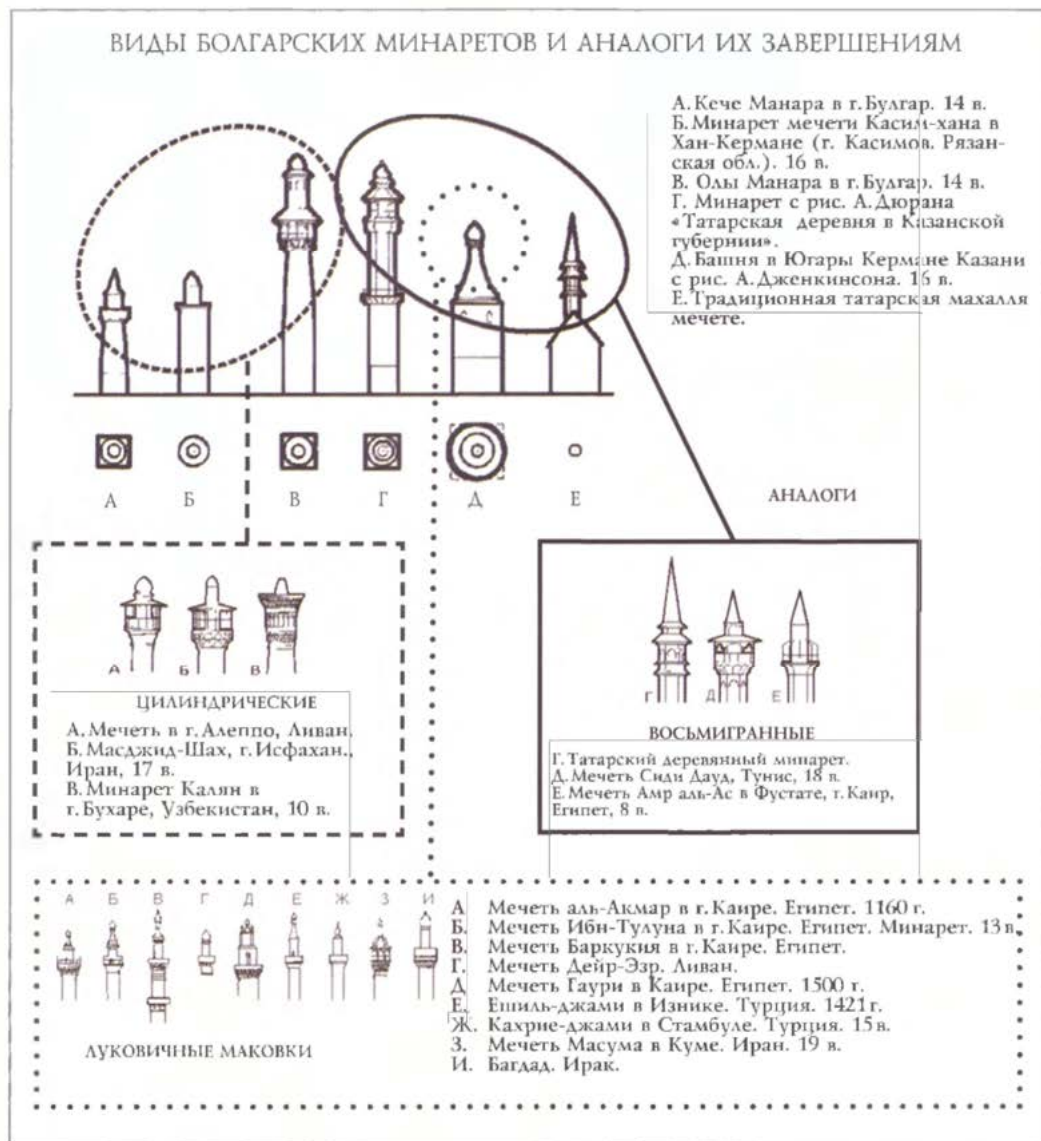 ВИДЫ БОЛГАРСКИХ МИНАРЕТОВ И АНАЛОГИ ИХ ЗАВЕРШЕНИЯМ
А. Кече Манара в г. Булгар. 14 в.
Б. Минарет мечети Касим-хана в
Хан-Кермане (г. Касимов. Рязан-
ская обл.). 16 в.
В. Олы Манара в г. Булгар. 14 в.
Г. Минарет с рис. А. Дюрана
«Татарская деревня в Казанской
губернии».
Д. Башня в Югары Кермане Казани
с рис. А. Дженкинсона. 16 в.
Е. Традиционная татарская махалля
мечете.
А Б В Г Д Е
АНАЛОГИ
А Б В
ЦИЛИНДРИЧЕСКИЕ
А. Мечеть в г. Алеппо, Ливан.
Б. Масджид-Шах, г. Исфахан.,
Иран, 17 в.
В. Минарет Калян в
г. Бухаре, Узбекистан, 10 в.
Г Д Е
ВОСЬМИГРАННЫЕ
Г. Татарский деревянный минарет.
Д. Мечеть Сиди Дауд, Тунис, 18 в.
Е. Мечеть Амр аль-Ас в Фустате, г. Каир,
Египет, 8 в.
А Б В Г Д Е Ж З И
ЛУКОВИЧНЫЕ МАКОВКИ
А Мечеть аль-Акмар в г. Каире. Египет. 1160 г.
Б. Мечеть Ибн-Тулуна в г. Каире. Египет. Минарет. 13 в.
В. Мечеть Баркукия в г. Каире. Египет.
Г. Мечеть Дейр-Эзр. Ливан.
Д Мечеть Гаури в Каире. Египет. 1500 г.
Е. Ешиль-джами в Изнике. Турция. 1421 г.
Ж. Кахрие-джами в Стамбуле. Турция. 15 в.
З. Мечеть Масума в Куме. Иран. 19 в.
И. Багдад. Ирак.